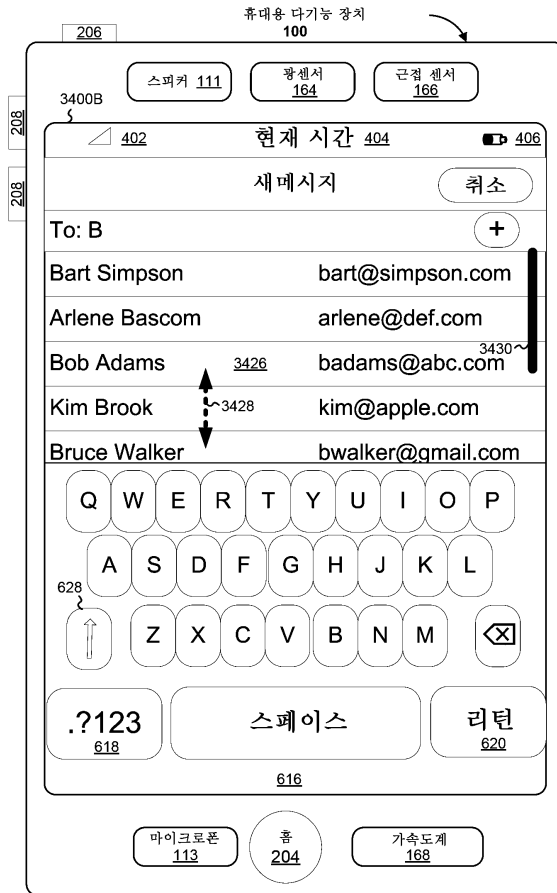 휴대용 다기능 장치
100
206
스피커 111
광센서
164
근접 센서
166
3400B
208
208
402
현재 시간 404
406
새메시지
취소
To: B
+
Bart Simpson bart@simpson.com
Arlene Bascom arlene@def.com
3430
Bob Adams 3426 badams@abc.com
Kim Brook 3428 kim@apple.com
Bruce Walker bwalker@gmail.com
Q W E R T Y U I O P
A S D F G H J K L
628
Z X C V B N M
.?123
618
스페이스
리턴
620
616
마이크로폰
113
홈
204
가속도계
168